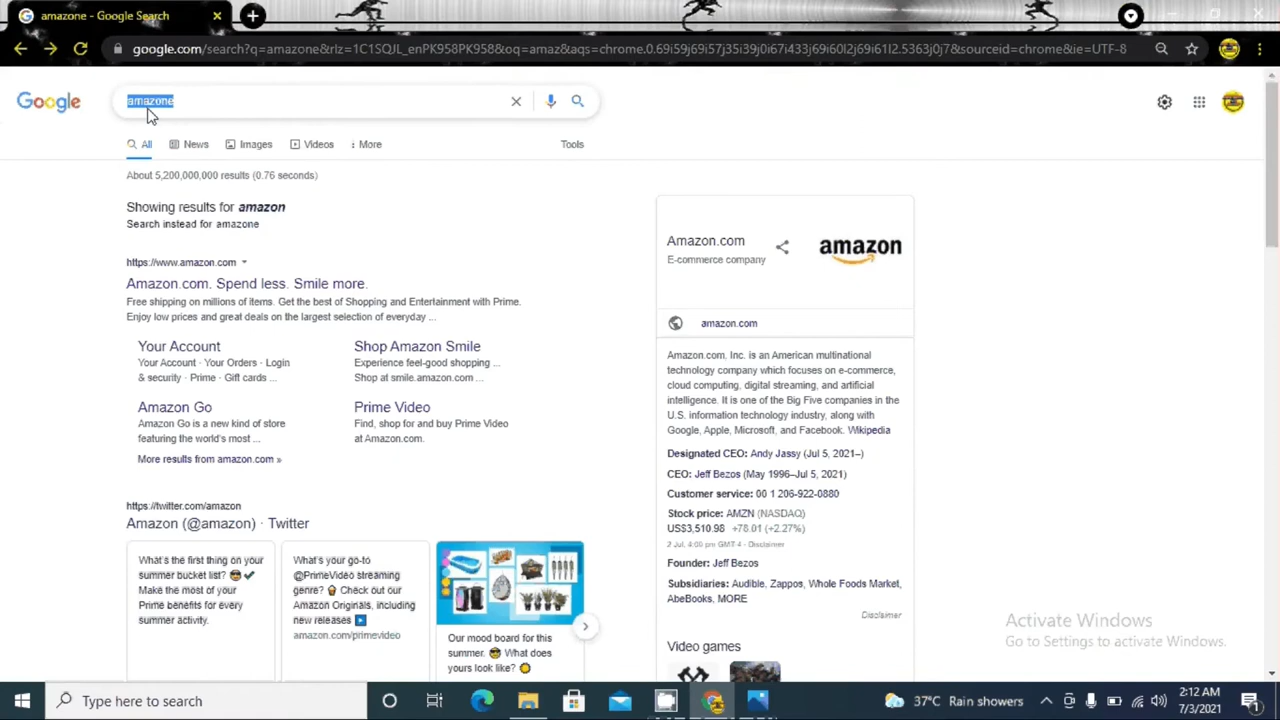 amazone - Google Search
google.com/search?q=amazone&rlz=1C1SQJL_enPK958PK958&oq=amaz&aqs=chrome.0.69i59j69i57j35i39j0i67i433j69i60l2j69i61l2.5363j0j7&sourceid=chrome&ie=UTF-8
Google
amazone
All
News
Images
Videos
More
Tools
About 5,200,000,000 results (0.76 seconds)
Showing results for amazon
Search instead for amazone
https://www.amazon.com
Amazon.com. Spend less. Smile more.
Free shipping on millions of items. Get the best of Shopping and Entertainment with Prime.
Enjoy low prices and great deals on the largest selection of everyday ...
Your Account
Your Account · Your Orders · Login
& security · Prime · Gift cards ...
Shop Amazon Smile
Experience feel-good shopping ...
Shop at smile.amazon.com ...
Amazon Go
Amazon Go is a new kind of store
featuring the world's most ...
Prime Video
Find, shop for and buy Prime Video
at Amazon.com.
More results from amazon.com »
https://twitter.com/amazon
Amazon (@amazon) · Twitter
What's the first thing on your
summer bucket list? 😎 ✔
Make the most of your
Prime benefits for every
summer activity.
What's your go-to
@PrimeVideo streaming
genre? Check out our
Amazon Originals, including
new releases ▶
amazon.com/primevideo
Our mood board for this
summer. 😎 What does
yours look like?
Amazon.com
E-commerce company
amazon
amazon.com
Amazon.com. Inc. is an American multinational
technology company which focuses on e-commerce,
cloud computing, digital streaming, and artificial
intelligence. It is one of the Big Five companies in the
U.S. information technology industry, along with
Google, Apple, Microsoft, and Facebook. Wikipedia
Designated CEO: Andy Jassy (Jul 5, 2021–)
CEO: Jeff Bezos (May 1996–Jul 5, 2021)
Customer service: 00 1 206-922-0880
Stock price: AMZN (NASDAQ)
US$3,510.98 +78.01 (+2.27%)
2 Jul, 4:00 pm GMT-4 - Disclaimer
Founder: Jeff Bezos
Subsidiaries: Audible, Zappos, Whole Foods Market,
AbeBooks, MORE
Disclaimer
Video games
Activate Windows
Go to Settings to activate Windows.
Type here to search
37°C Rain showers
2:12 AM
7/3/2021
1